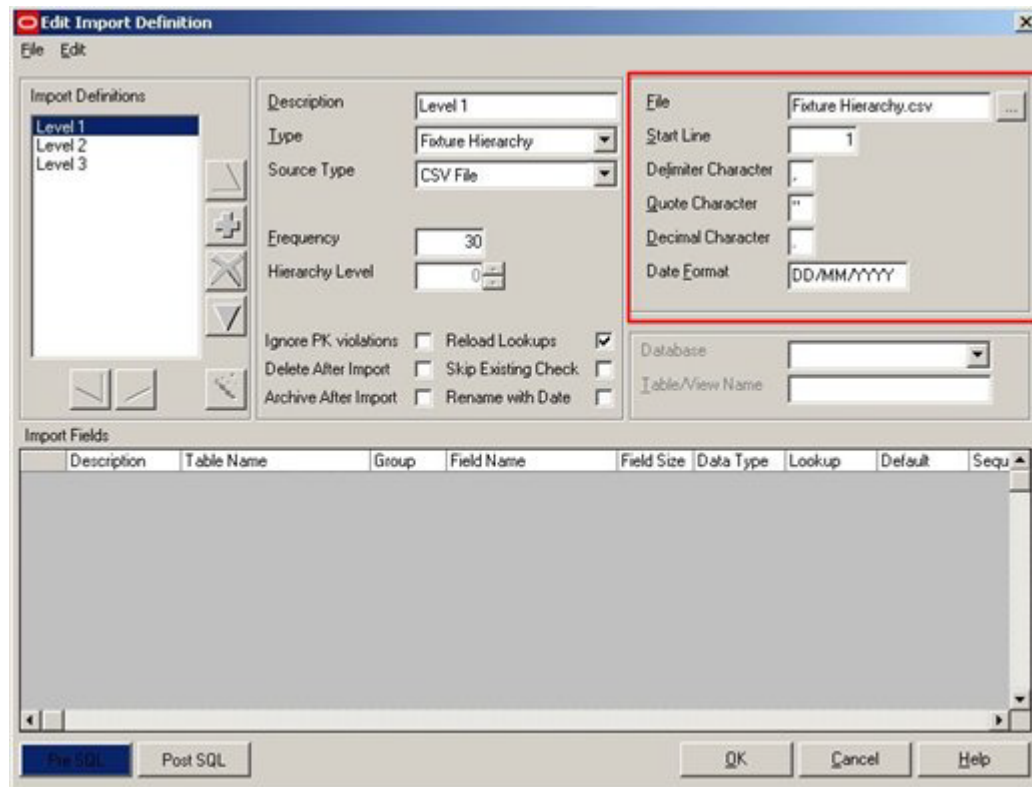 Edit Import Definition
File Edit
Import Definitions
Level 1
Level 2
Level 3
Description Level 1
Type Fixture Hierarchy
Source Type CSV File
Frequency 30
Hierarchy Level 0
Ignore PK violations Reload Lookups
Delete After Import Skip Existing Check
Archive After Import Rename with Date
File Fixture Hierarchy.csv ...
Start Line 1
Delimiter Character ,
Quote Character "
Decimal Character .
Date Format DD/MM/YYYY
Database
Table/View Name
Import Fields
Description Table Name Group Field Name Field Size Data Type Lookup Default Sequ
Pre SQL Post SQL OK Cancel Help